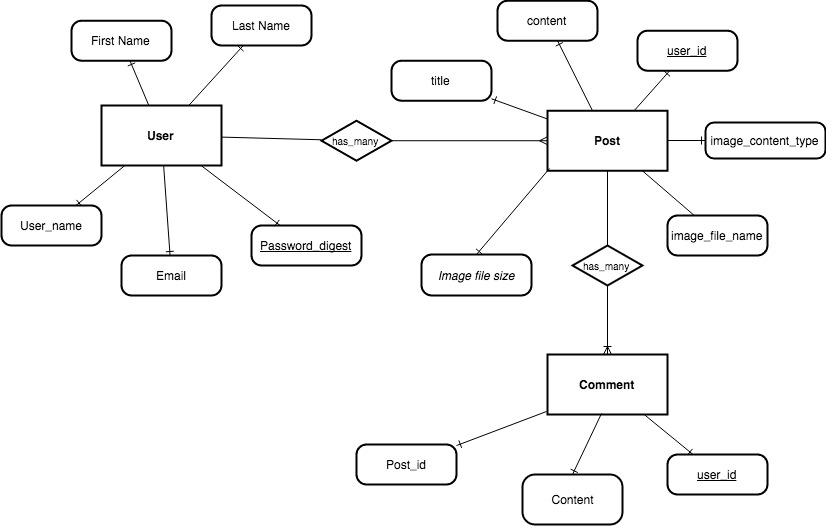 content
Last Name
First Name
user_id
title
User
has_many
Post
image_content_type
User_name
image_file_name
Password_digest
Email
Image file size
has_many
Comment
Post_id
user_id
Content